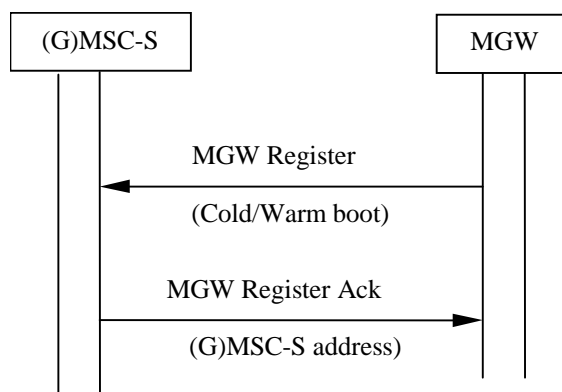 (G)MSC-S
MGW
MGW Register
(Cold/Warm boot)
MGW Register Ack
(G)MSC-S address)